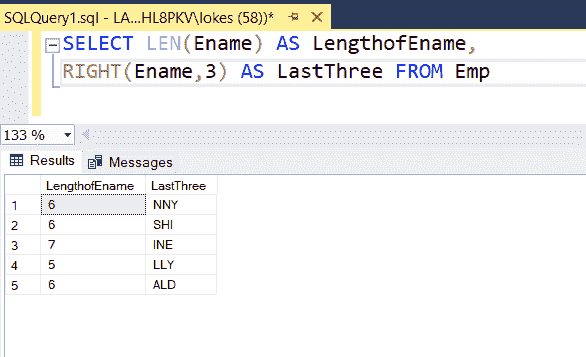 SQLQuery1.sql - LA...HL8PKV\lokes (58))*
SELECT LEN(Ename) AS LengthofEname,
RIGHT(Ename,3) AS LastThree FROM Emp
133 %
Results Messages
LengthofEname LastThree
1 6 NNY
2 6 SHI
3 7 INE
4 5 LLY
5 6 ALD